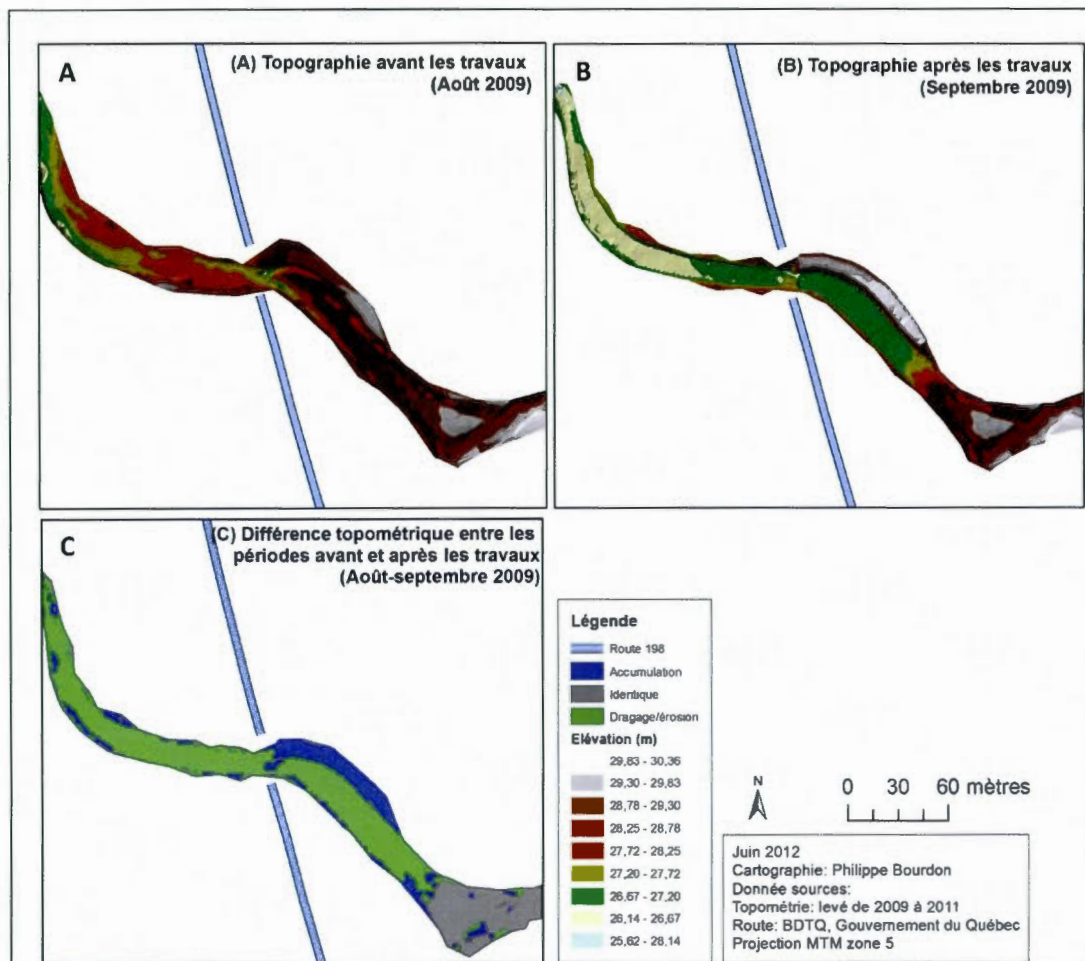 A
(A) Topographie avant les travaux
(Août 2009)
B
(B) Topographie après les travaux
(Septembre 2009)
C
(C) Différence topométrique entre les
périodes avant et après les travaux
(Août-septembre 2009)
Légende
Route 198
Accumulation
Identique
Dragage/érosion
Elévation (m)
29,83 - 30,36
29,30 - 29,83
28,78 - 29,30
28,25 - 28,78
27,72 - 28,25
27,20 - 27,72
26,67 - 27,20
26,14 - 26,67
25,62 - 28,14
N
0 30 60 mètres
Juin 2012
Cartographie: Philippe Bourdon
Donnée sources:
Topométrie: levé de 2009 à 2011
Route: BDTQ, Gouvernement du Québec
Projection MTM zone 5